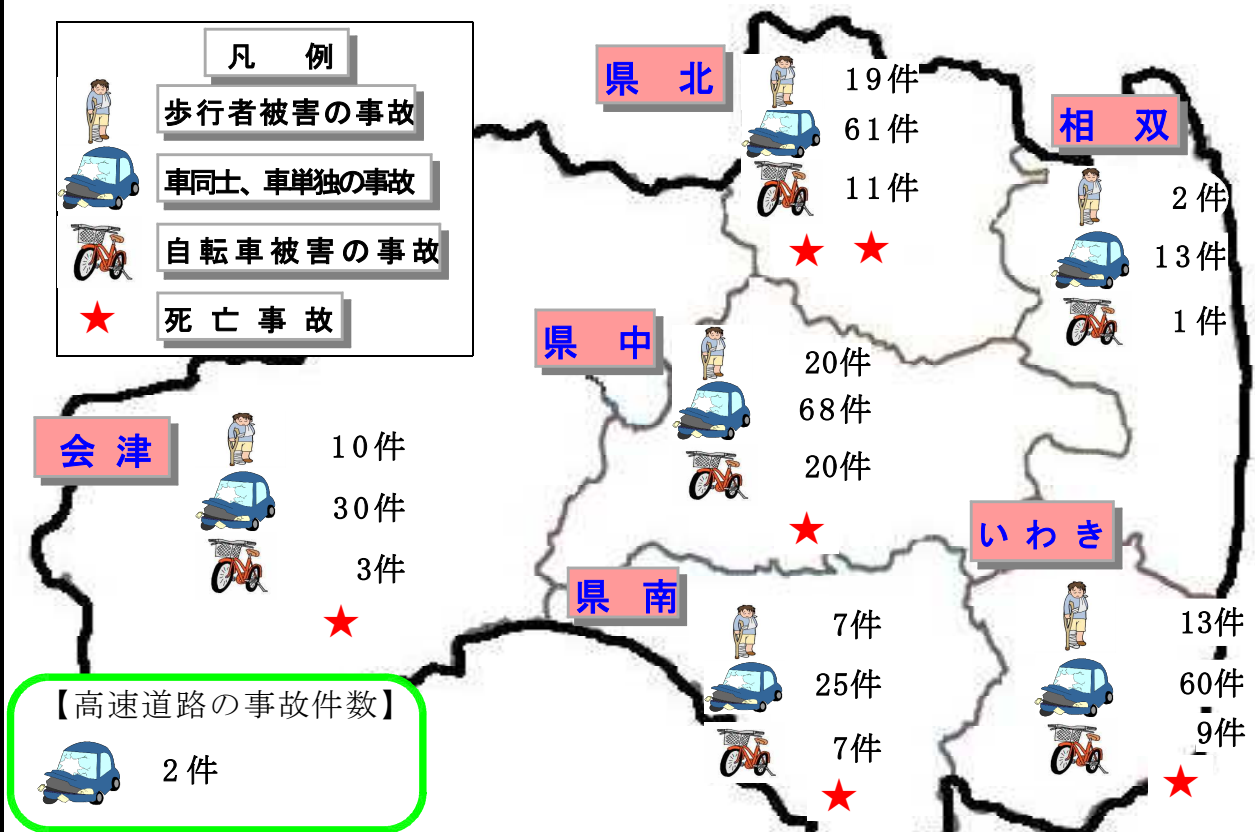 凡 例
歩行者被害の事故
車同士、車単独の事故
自転車被害の事故
死亡事故
県 北
19件
61件
11件
相 双
2件
13件
1件
県 中
20件
68件
20件
会 津
10件
30件
3件
いわき
13件
60件
9件
県 南
7件
25件
7件
【高速道路の事故件数】
2件